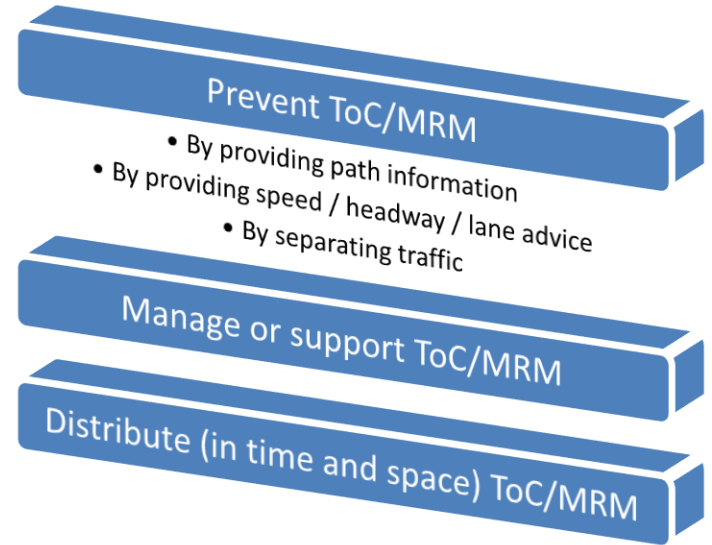 Prevent ToC/MRM
• By providing path information
• By providing speed / headway / lane advice
• By separating traffic
Manage or support ToC/MRM
Distribute (in time and space) ToC/MRM